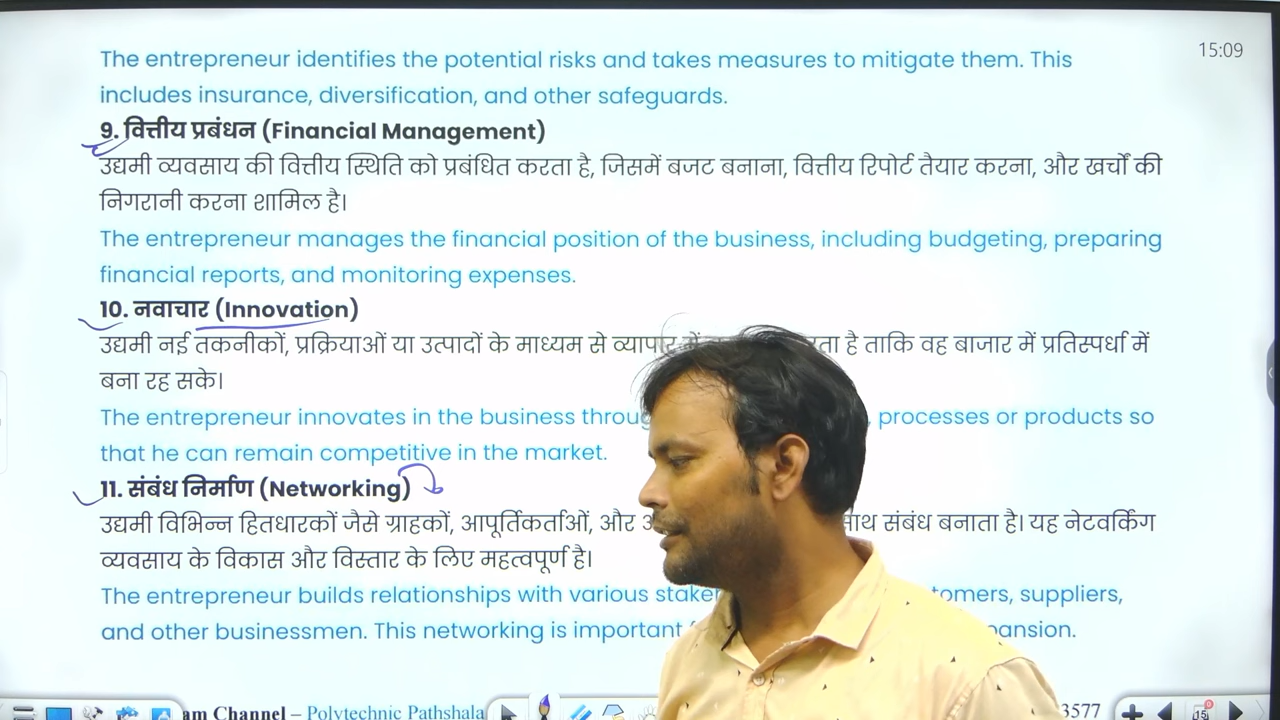 15:09
The entrepreneur identifies the potential risks and takes measures to mitigate them. This
includes insurance, diversification, and other safeguards.
9. वित्तीय प्रबंधन (Financial Management)
उद्यमी व्यवसाय की वित्तीय स्थिति को प्रबंधित करता है, जिसमें बजट बनाना, वित्तीय रिपोर्ट तैयार करना, और खर्चों की
निगरानी करना शामिल है।
The entrepreneur manages the financial position of the business, including budgeting, preparing
financial reports, and monitoring expenses.
10. नवाचार (Innovation)
उद्यमी नई तकनीकों, प्रक्रियाओं या उत्पादों के माध्यम से व्यापार में है ताकि वह बाजार में प्रतिस्पर्धा में
बना रह सके।
The entrepreneur innovates in the business processes or products so
that he can remain competitive in the market.
11. संबंध निर्माण (Networking)
उद्यमी विभिन्न हितधारकों जैसे ग्राहकों, आपूर्तिकर्ताओं, और साथ संबंध बनाता है। यह नेटवर्किंग
व्यवसाय के विकास और विस्तार के लिए महत्वपूर्ण है।
The entrepreneur builds relationships with various suppliers,
and other businessmen. This networking is important
Channel – Polytechnic Pathshala